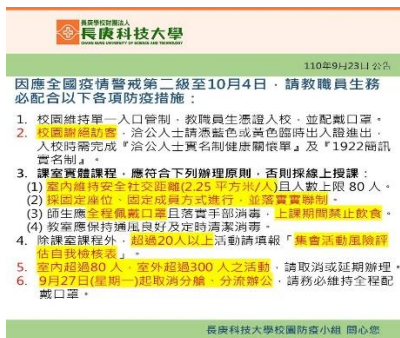 長庚學校財團法人
長庚科技大學
CHANG GUNG UNIVERSITY OF SCIENCE AND TECHNOLOGY
110年9月23日 公告
因應全國疫情警戒第二級至10月4日，請教職員生務
必配合以下各項防疫措施：
1. 校園維持單一入口管制，教職員生憑證入校，並配戴口罩。
2. 校園謝絕訪客，洽公人士請憑藍色或黃色臨時出入證進出，
入校時需完成『洽公人士實名制健康關懷單』及『1922簡訊
實名制』。
3. 課室實體課程，應符合下列辦理原則，否則採線上授課：
(1) 室內維持安全社交距離(2.25 平方米/人)且人數上限 80 人。
(2) 採固定座位、固定成員方式進行，並落實實聯制。
(3) 師生應全程佩戴口罩且落實手部消毒，上課期間禁止飲食。
(4) 教室應保持通風良好及定時清潔消毒。
4. 除課室課程外，超過20人以上活動請填報「集會活動風險評
估自我檢核表」。
5. 室內超過80 人，室外超過300 人之活動，請取消或延期辦理。
6. 9月27日(星期一)起取消分艙、分流辦公，請務必維持全程配
戴口罩。
長庚科技大學校園防疫小組 關心您